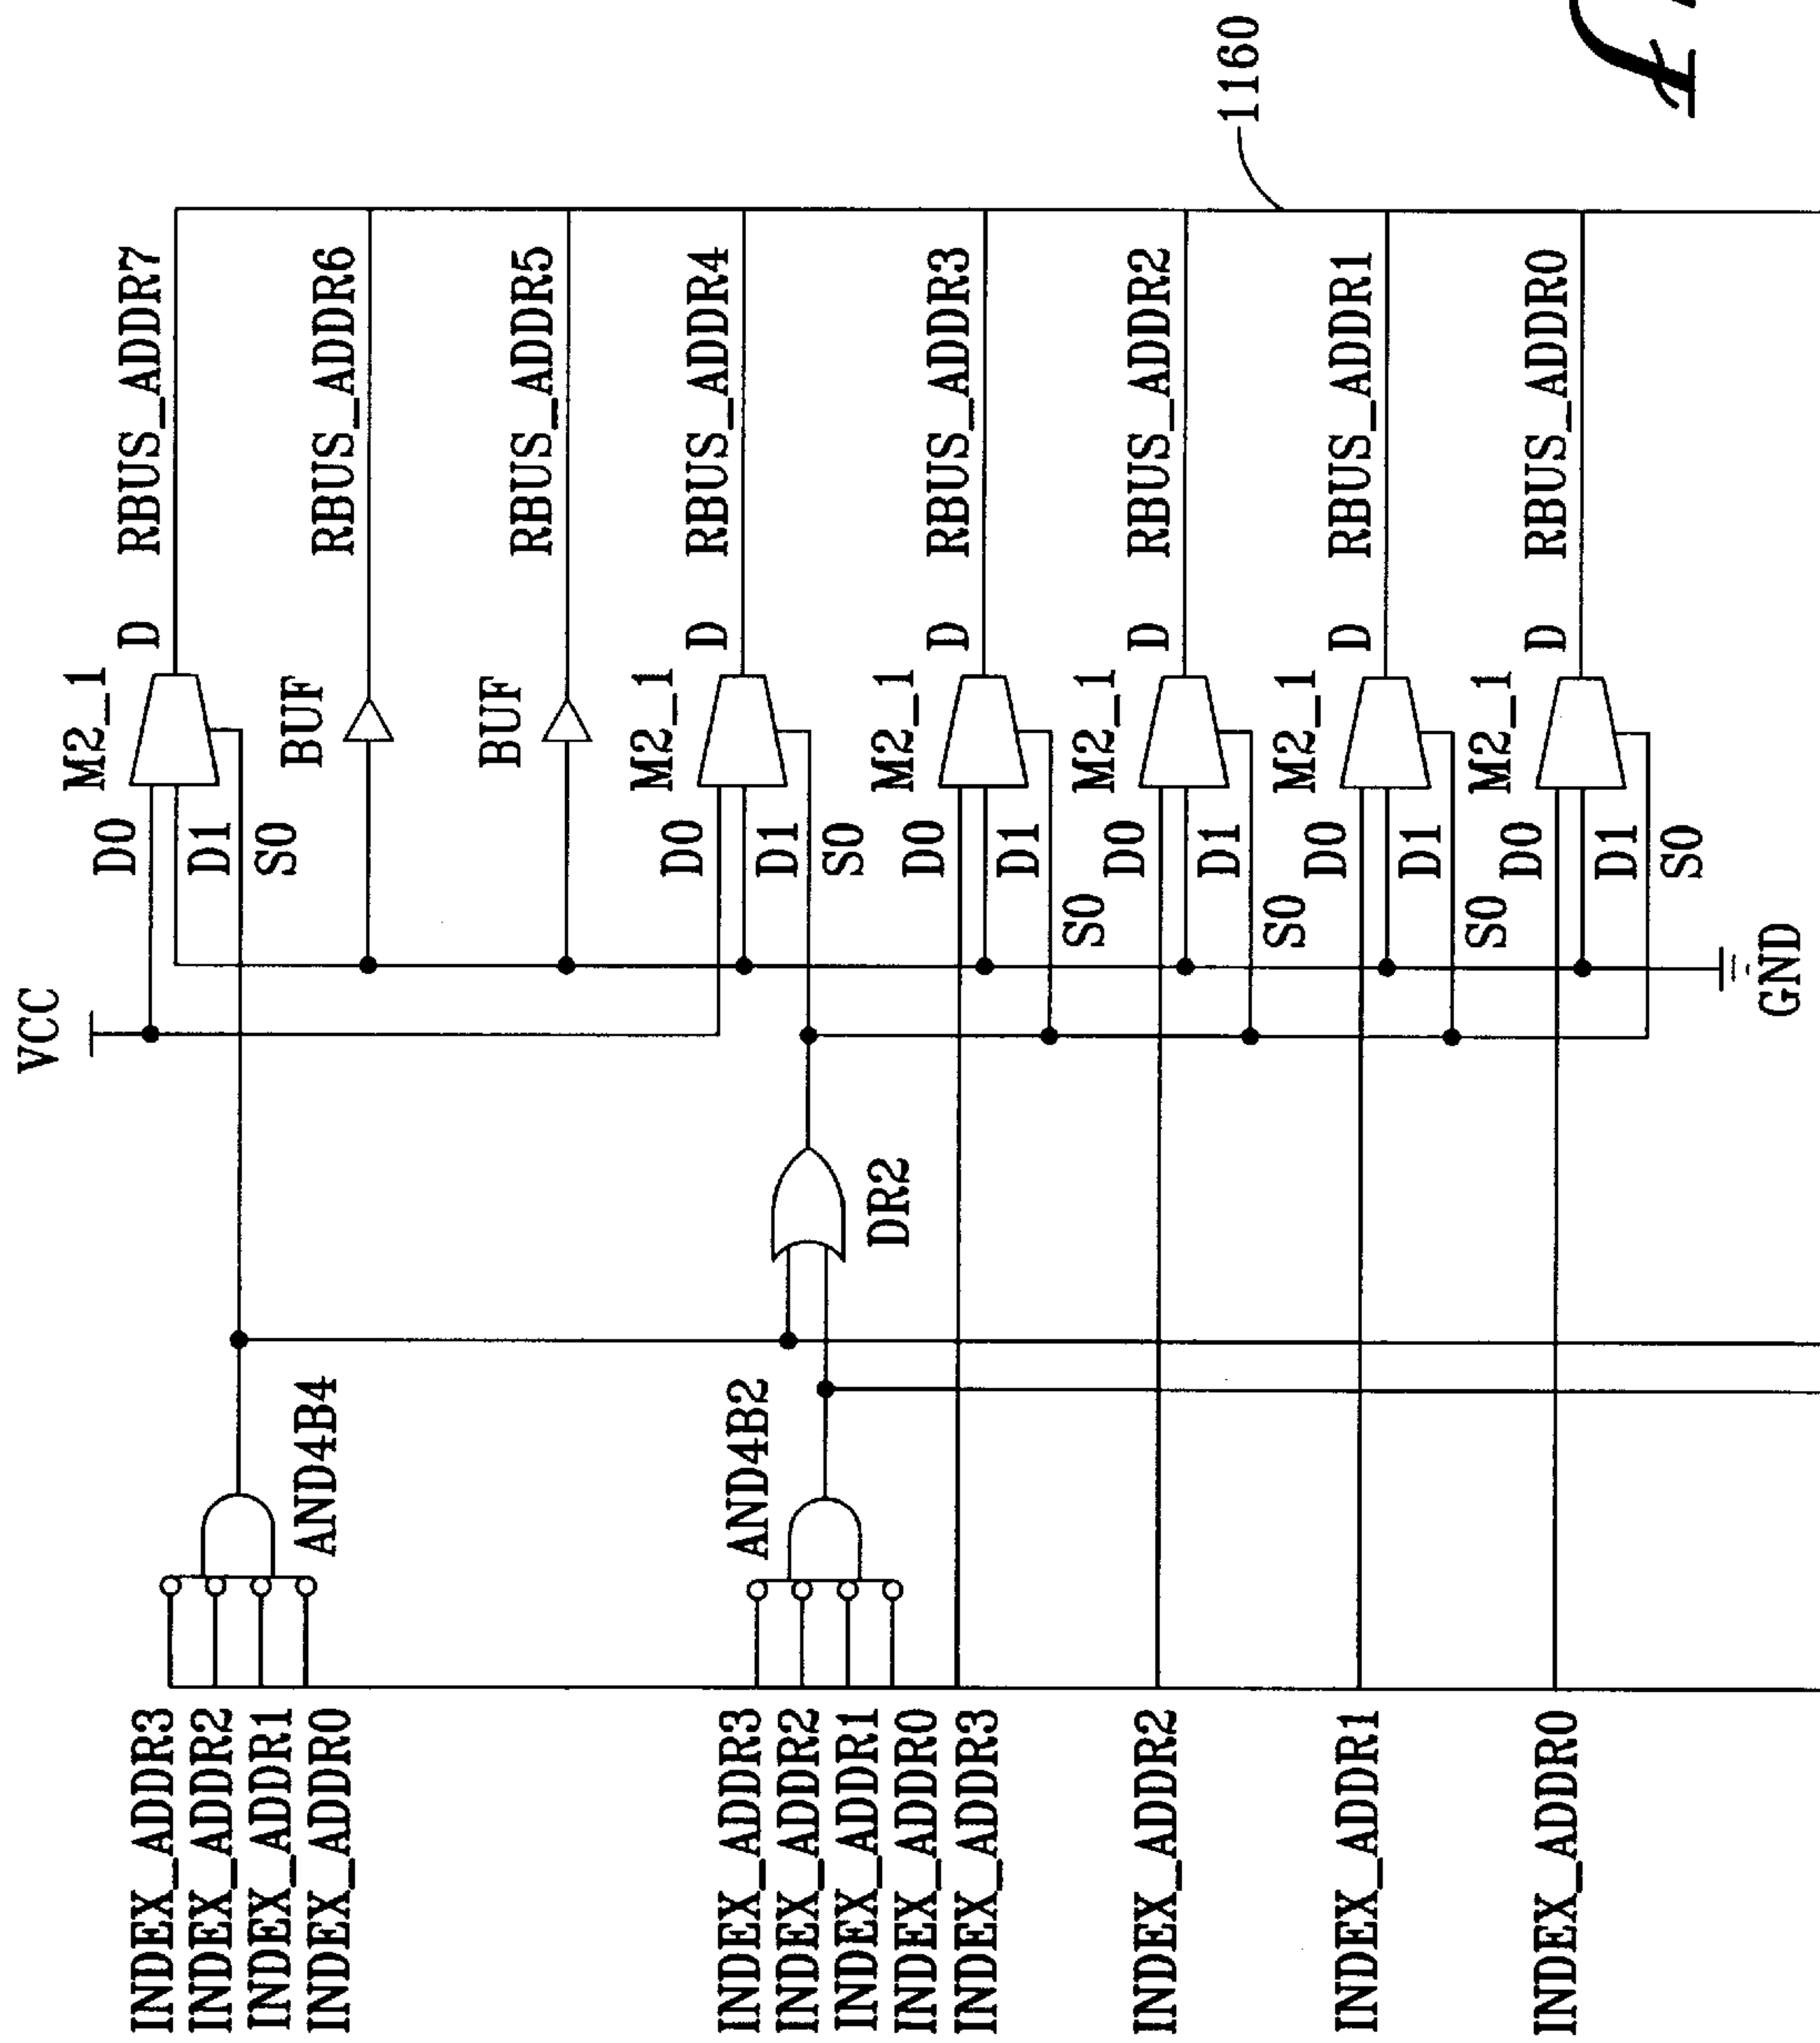 VCC
M2_1
D0
D1
S0
D
RBUS_ADDR7
BUF
RBUS_ADDR6
BUF
RBUS_ADDR5
M2_1
D0
D1
S0
D
RBUS_ADDR4
M2_1
D0
D1
S0
D
RBUS_ADDR3
M2_1
D0
D1
S0
D
RBUS_ADDR2
M2_1
D0
D1
S0
D
RBUS_ADDR1
M2_1
D0
D1
S0
D
RBUS_ADDR0
GND
1160
INDEX_ADDR3
INDEX_ADDR2
INDEX_ADDR1
INDEX_ADDR0
AND4B4
INDEX_ADDR3
INDEX_ADDR2
INDEX_ADDR1
INDEX_ADDR0
AND4B2
DR2
INDEX_ADDR3
INDEX_ADDR2
INDEX_ADDR1
INDEX_ADDR0